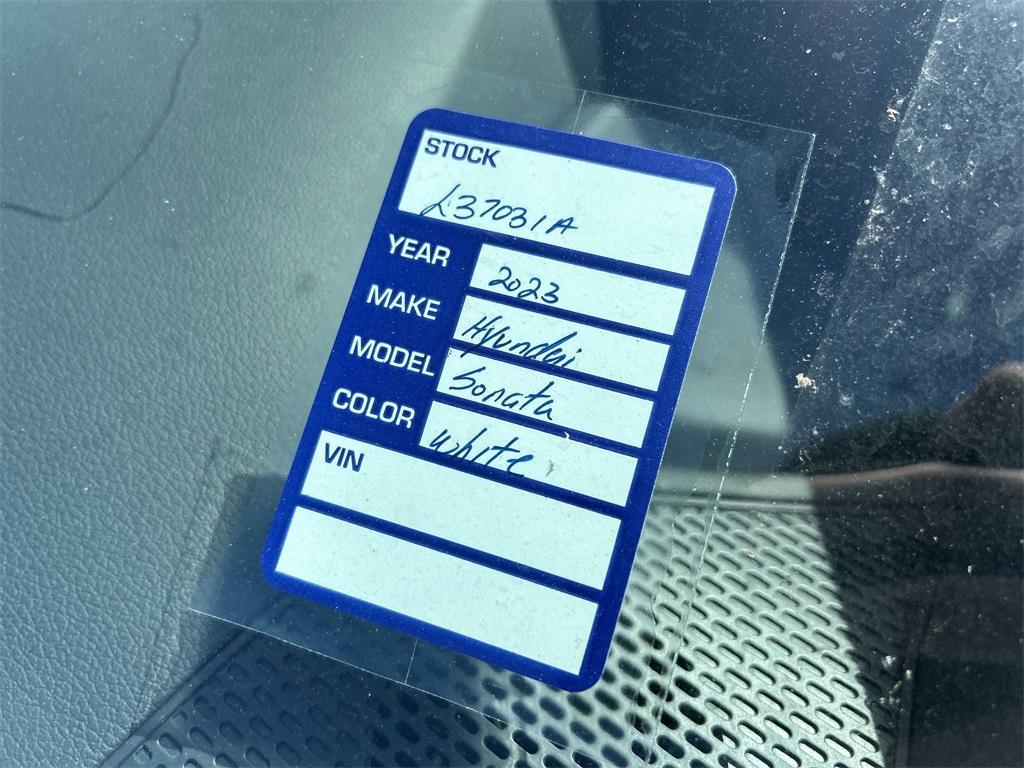 STOCK
L37031A
YEAR 2023
MAKE Hyundai
MODEL Sonata
COLOR white
VIN